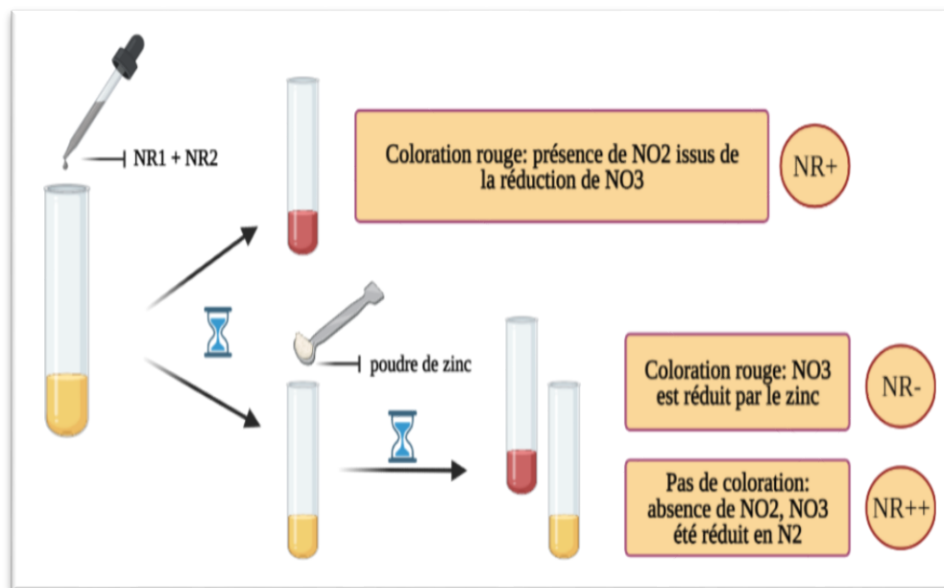 NR1 + NR2
Coloration rouge: présence de NO2 issus de
la réduction de NO3
NR+
poudre de zinc
Coloration rouge: NO3
est réduit par le zinc
NR-
Pas de coloration:
absence de NO2, NO3
été réduit en N2
NR++